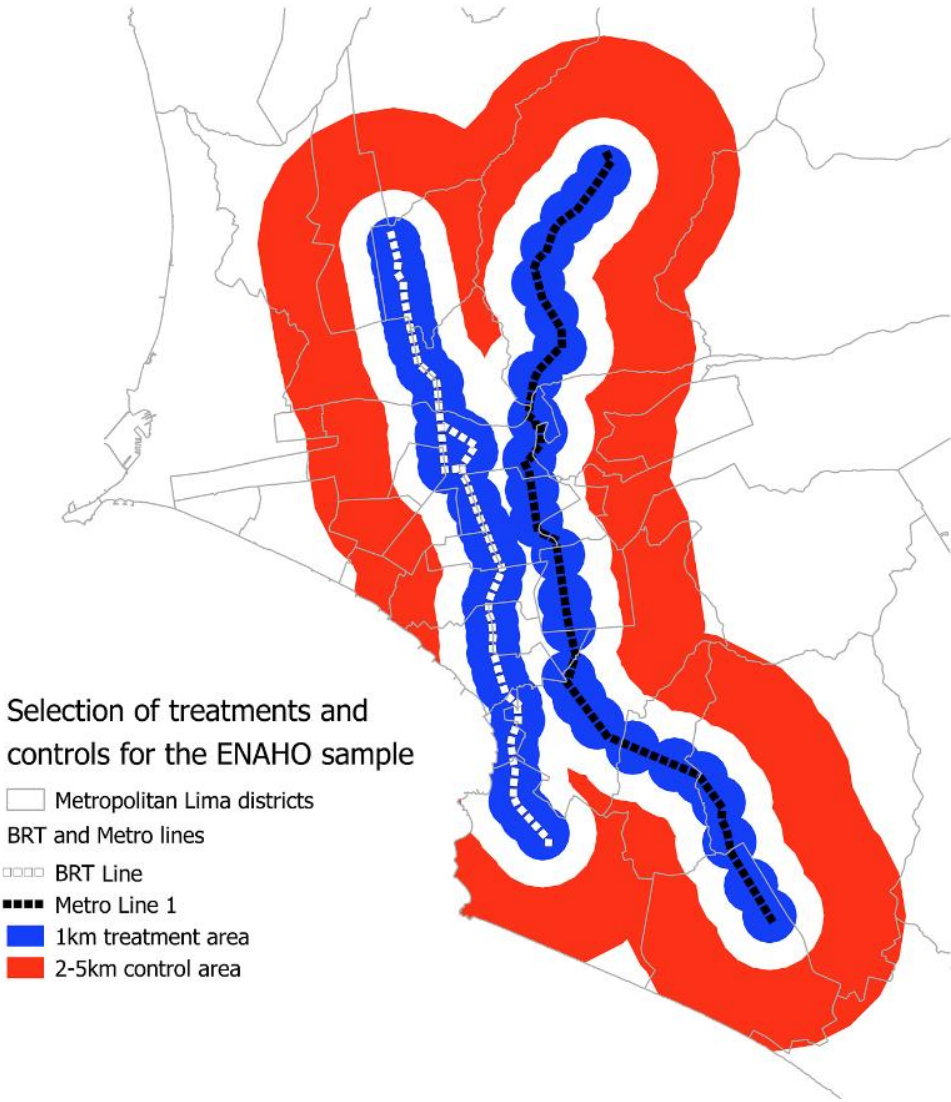 Selection of treatments and
controls for the ENAHO sample
Metropolitan Lima districts
BRT and Metro lines
BRT Line
Metro Line 1
1km treatment area
2-5km control area